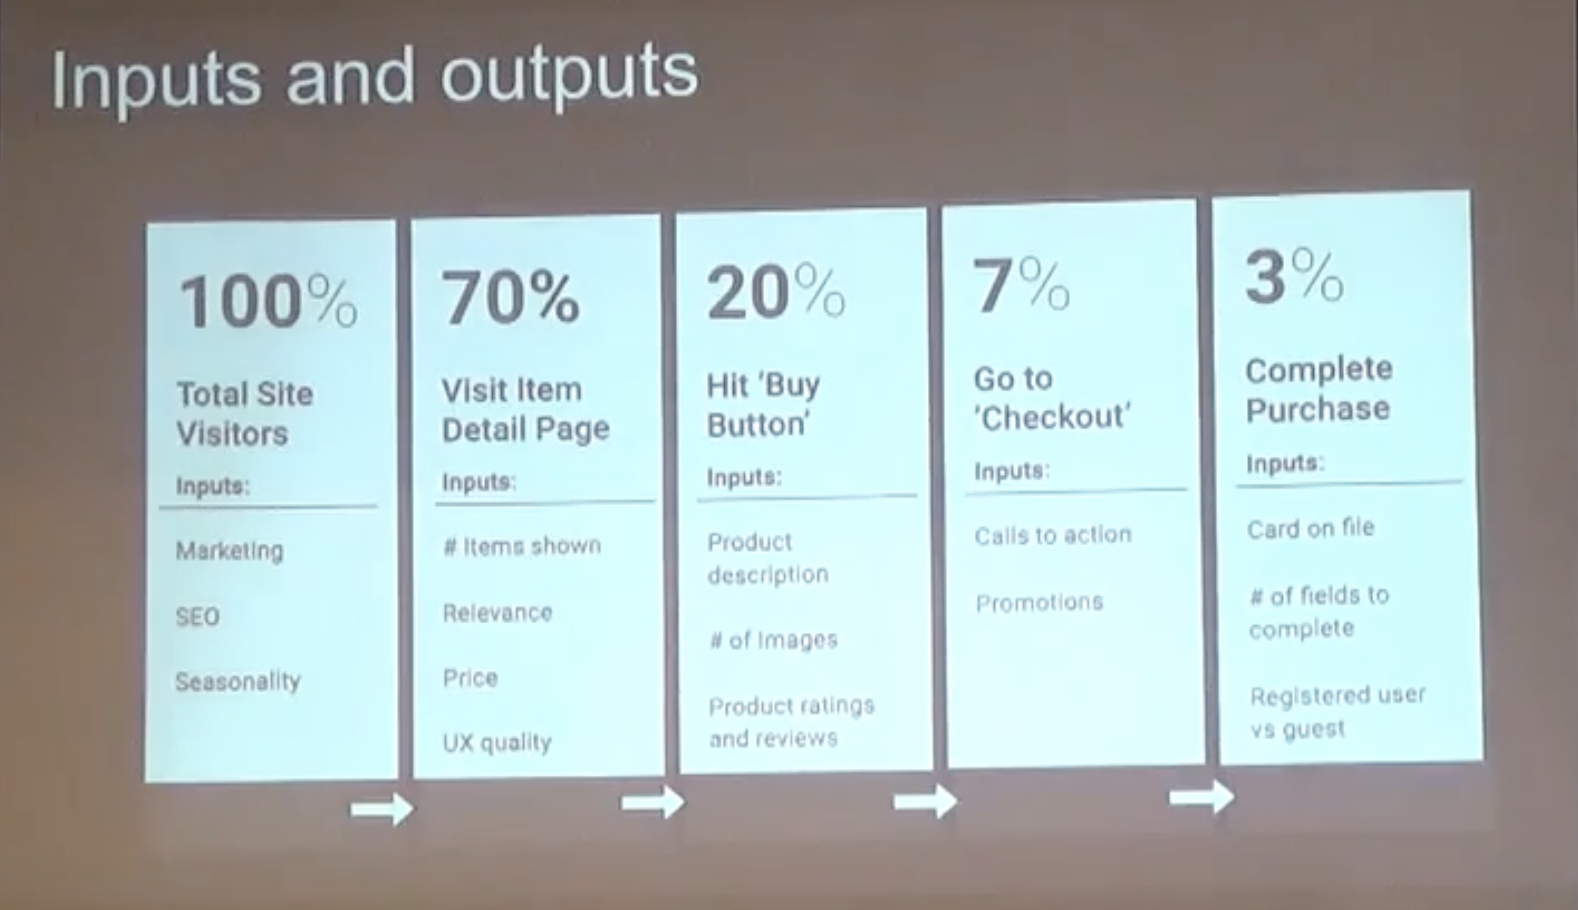 Inputs and outputs
100%
Total Site
Visitors
Inputs:
Marketing
SEO
Seasonality
70%
Visit Item
Detail Page
Inputs:
# Items shown
Relevance
Price
UX quality
20%
Hit ‘Buy
Button’
Inputs:
Product
description
# of Images
Product ratings
and reviews
7%
Go to
‘Checkout’
Inputs:
Calls to action
Promotions
3%
Complete
Purchase
Inputs:
Card on file
# of fields to
complete
Registered user
vs guest